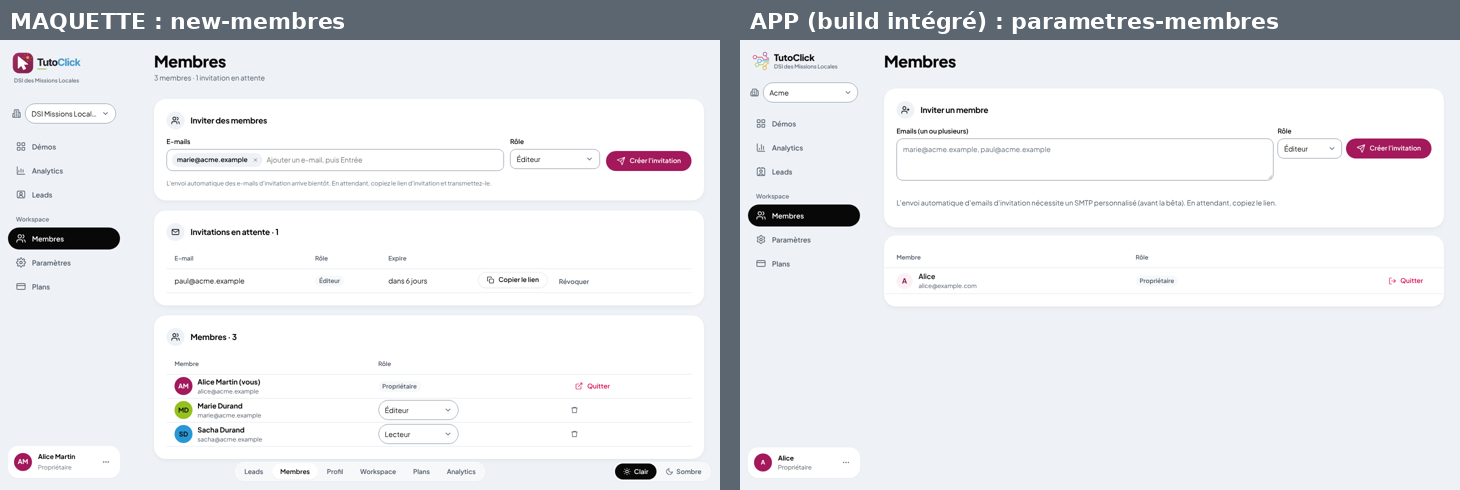 MAQUETTE : new-membres
TutoClick
DSI des Missions Locales
DSI Missions Local...
Démos
Analytics
Leads
Workspace
Membres
Paramètres
Plans
AM
Alice Martin
Propriétaire
Membres
3 membres · 1 invitation en attente
Inviter des membres
E-mails
marie@acme.example ×
Ajouter un e-mail, puis Entrée
Rôle
Éditeur
Créer l'invitation
L'envoi automatique des e-mails d'invitation arrive bientôt. En attendant, copiez le lien d'invitation et transmettez-le.
Invitations en attente · 1
E-mail Rôle Expire
paul@acme.example Éditeur dans 6 jours Copier le lien Révoquer
Membres · 3
Membre Rôle
AM Alice Martin (vous) Propriétaire Quitter
alice@acme.example
MD Marie Durand Éditeur
marie@acme.example
SD Sacha Durand Lecteur
sacha@acme.example
Leads Membres Profil Workspace Plans Analytics
Clair Sombre
APP (build intégré) : parametres-membres
TutoClick
DSI des Missions Locales
Acme
Démos
Analytics
Leads
Workspace
Membres
Paramètres
Plans
A
Alice
Propriétaire
Membres
Inviter un membre
Emails (un ou plusieurs)
marie@acme.example, paul@acme.example
Rôle
Éditeur
Créer l'invitation
L'envoi automatique d'emails d'invitation nécessite un SMTP personnalisé (avant la bêta). En attendant, copiez le lien.
Membre Rôle
A Alice Propriétaire Quitter
alice@example.com